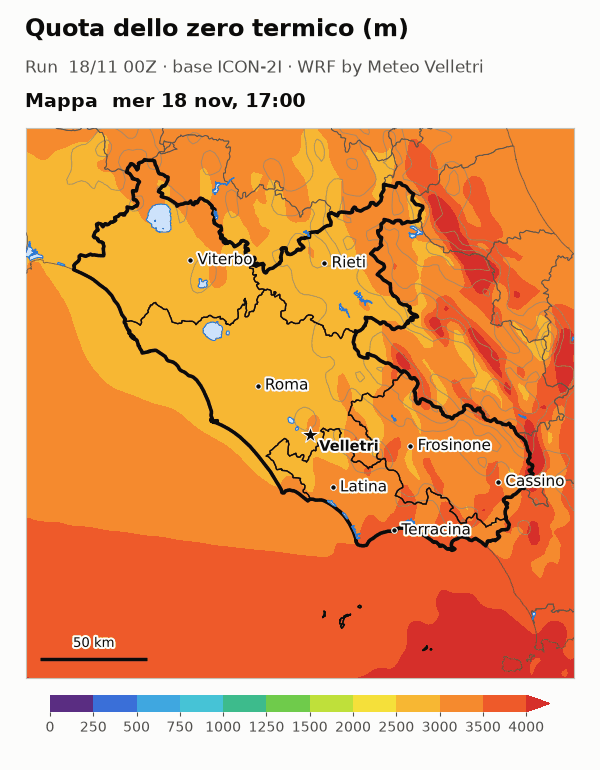 Quota dello zero termico (m)
Run  18/11 00Z · base ICON-2I · WRF by Meteo Velletri
Mappa  mer 18 nov, 17:00
Viterbo
Rieti
Roma
Velletri
Frosinone
Cassino
Latina
Terracina
50 km
0 250 500 750 1000 1250 1500 2000 2500 3000 3500 4000